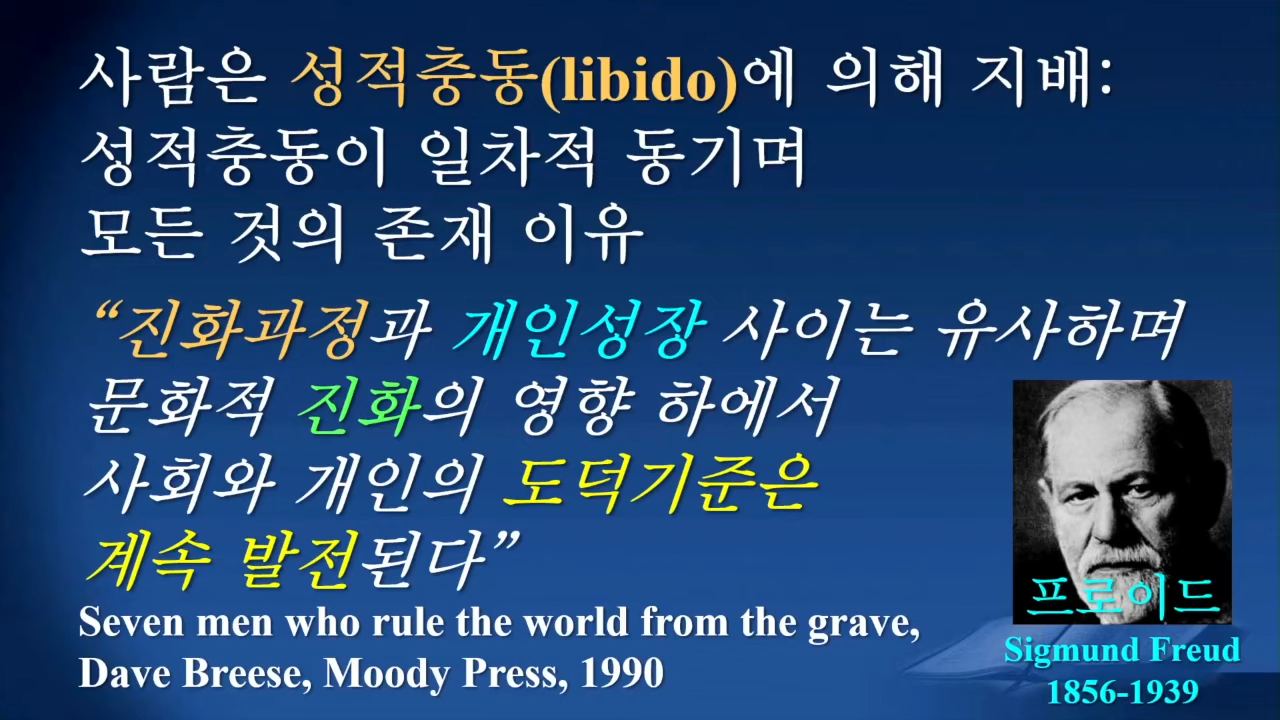 사람은 성적충동(libido)에 의해 지배:
성적충동이 일차적 동기며
모든 것의 존재 이유
“진화과정과 개인성장 사이는 유사하며
문화적 진화의 영향 하에서
사회와 개인의 도덕기준은
계속 발전된다”
Seven men who rule the world from the grave,
Dave Breese, Moody Press, 1990
프로이드
Sigmund Freud
1856-1939